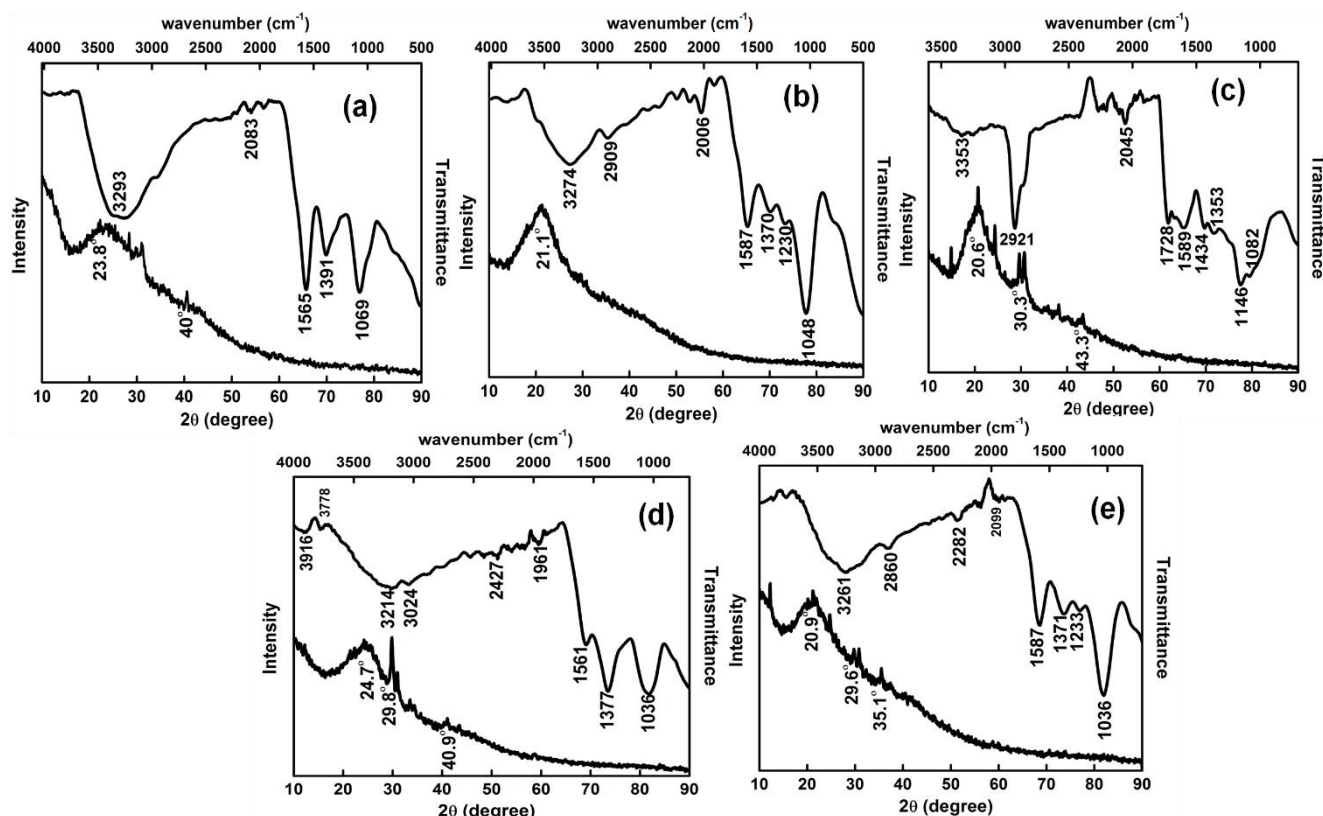 wavenumber (cm⁻¹)
4000 3500 3000 2500 2000 1500 1000 500
(a)
3293
2083
1565
1391
1069
23.8°
40°
Intensity
Transmittance
10 20 30 40 50 60 70 80 90
2θ (degree)
wavenumber (cm⁻¹)
4000 3500 3000 2500 2000 1500 1000 500
(b)
3274
2909
2006
1587
1370
1230
1048
21.1°
Intensity
Transmittance
10 20 30 40 50 60 70 80 90
2θ (degree)
wavenumber (cm⁻¹)
3500 3000 2500 2000 1500 1000
(c)
3353
2921
2045
1728
1589
1434
1353
1146
1082
20.6°
30.3°
43.3°
Intensity
Transmittance
10 20 30 40 50 60 70 80 90
2θ (degree)
wavenumber (cm⁻¹)
4000 3500 3000 2500 2000 1500 1000
(d)
3916
3778
3214
3024
2427
1961
1561
1377
1036
24.7°
29.8°
40.9°
Intensity
Transmittance
10 20 30 40 50 60 70 80 90
2θ (degree)
wavenumber (cm⁻¹)
4000 3500 3000 2500 2000 1500 1000
(e)
3261
2860
2282
2099
1587
1371
1233
1036
20.9°
29.6°
35.1°
Intensity
Transmittance
10 20 30 40 50 60 70 80 90
2θ (degree)